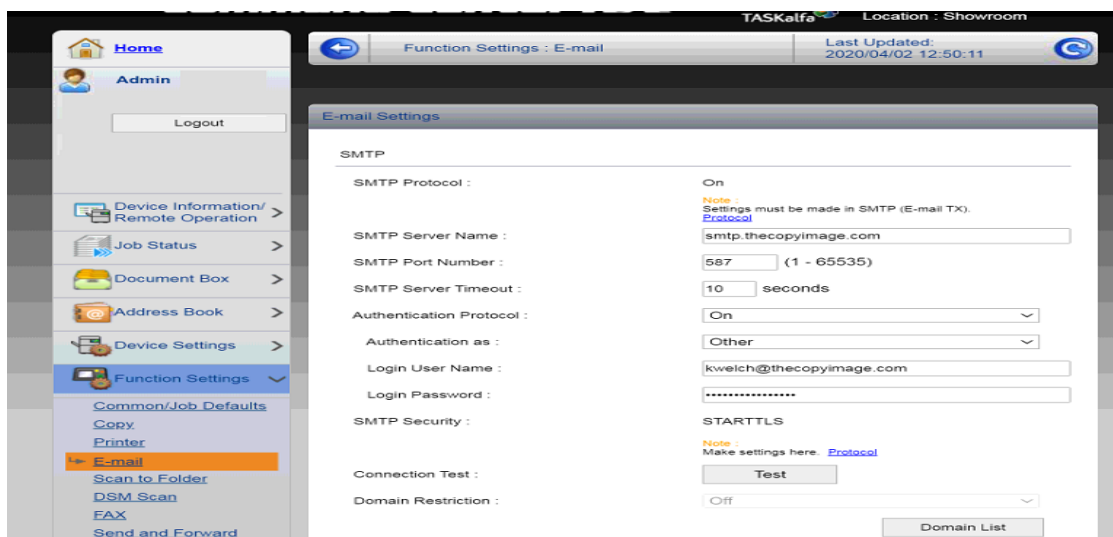 TASKalfa Location : Showroom
Home
Function Settings : E-mail
Last Updated:
2020/04/02 12:50:11
Admin
Logout
E-mail Settings
SMTP
SMTP Protocol : On
Note :
Settings must be made in SMTP (E-mail TX).
Protocol
Device Information/
Remote Operation
SMTP Server Name : smtp.thecopyimage.com
Job Status
SMTP Port Number : 587 (1 - 65535)
Document Box
SMTP Server Timeout : 10 seconds
Address Book
Authentication Protocol : On
Device Settings
Authentication as : Other
Function Settings
Login User Name : kwelch@thecopyimage.com
Login Password : ••••••••••••••••
Common/Job Defaults
Copy
SMTP Security : STARTTLS
Printer
Note :
Make settings here. Protocol
E-mail
Scan to Folder
Connection Test : Test
DSM Scan
Domain Restriction : Off
FAX
Domain List
Send and Forward